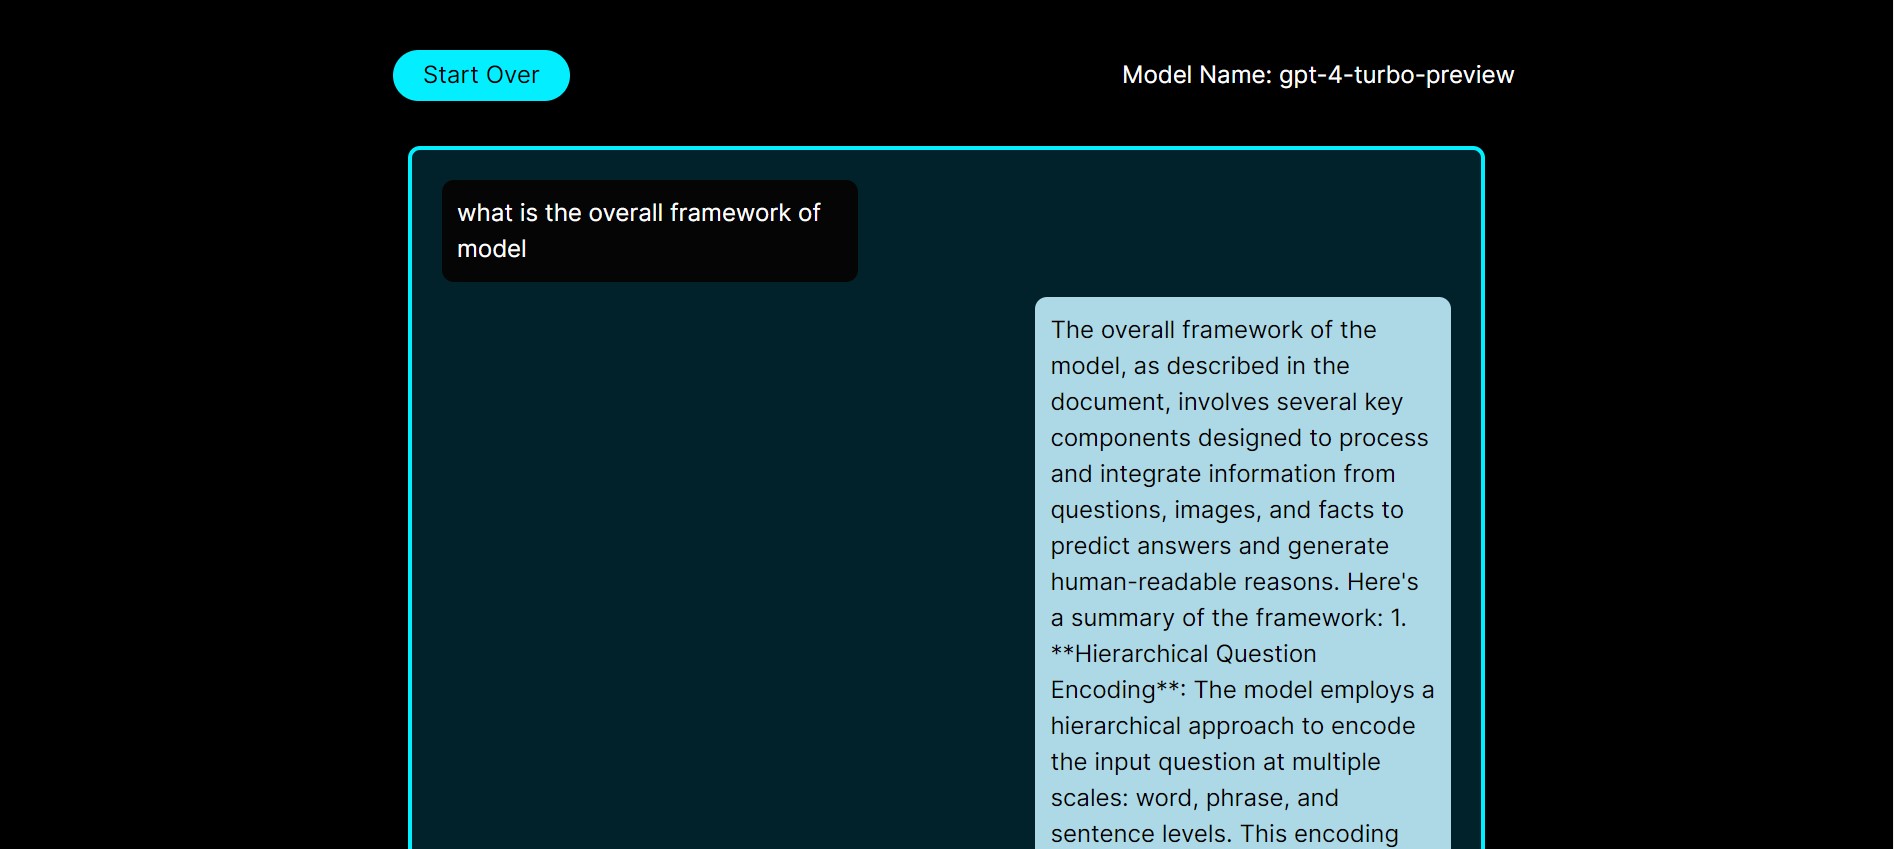 Start Over
Model Name: gpt-4-turbo-preview
what is the overall framework of
model
The overall framework of the
model, as described in the
document, involves several key
components designed to process
and integrate information from
questions, images, and facts to
predict answers and generate
human-readable reasons. Here's
a summary of the framework: 1.
**Hierarchical Question
Encoding**: The model employs a
hierarchical approach to encode
the input question at multiple
scales: word, phrase, and
sentence levels. This encoding